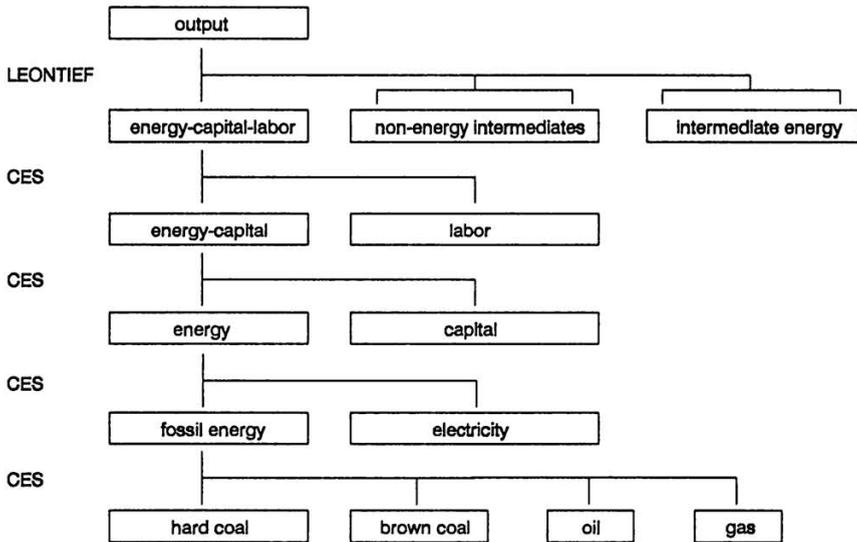 output
LEONTIEF
energy-capital-labor non-energy intermediates intermediate energy
CES
energy-capital labor
CES
energy capital
CES
fossil energy electricity
CES
hard coal brown coal oil gas